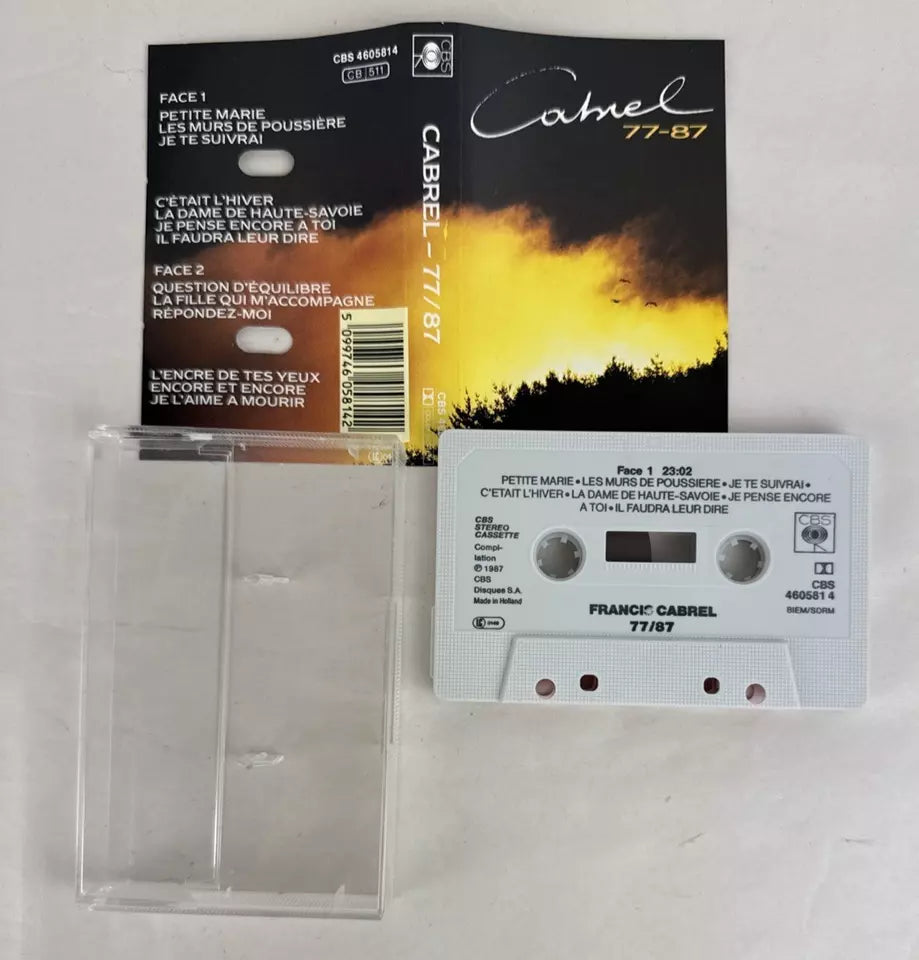 CBS 4605814
CB 511
FACE 1
PETITE MARIE
LES MURS DE POUSSIÈRE
JE TE SUIVRAI
C'ÉTAIT L'HIVER
LA DAME DE HAUTE-SAVOIE
JE PENSE ENCORE A TOI
IL FAUDRA LEUR DIRE
FACE 2
QUESTION D'ÉQUILIBRE
LA FILLE QUI M'ACCOMPAGNE
RÉPONDEZ-MOI
L'ENCRE DE TES YEUX
ENCORE ET ENCORE
JE L'AIME A MOURIR
5 099746 058142
CBS
CABREL – 77/87
CBS
Cabrel
77-87
Face 1 23:02
PETITE MARIE • LES MURS DE POUSSIERE • JE TE SUIVRAI •
C'ETAIT L'HIVER • LA DAME DE HAUTE-SAVOIE • JE PENSE ENCORE
A TOI • IL FAUDRA LEUR DIRE
CBS
STEREO
CASSETTE
Compi-
lation
℗ 1987
CBS
Disques S.A.
Made in Holland
CBS
CBS
460581 4
BIEM/SDRM
FRANCIS CABREL
77/87